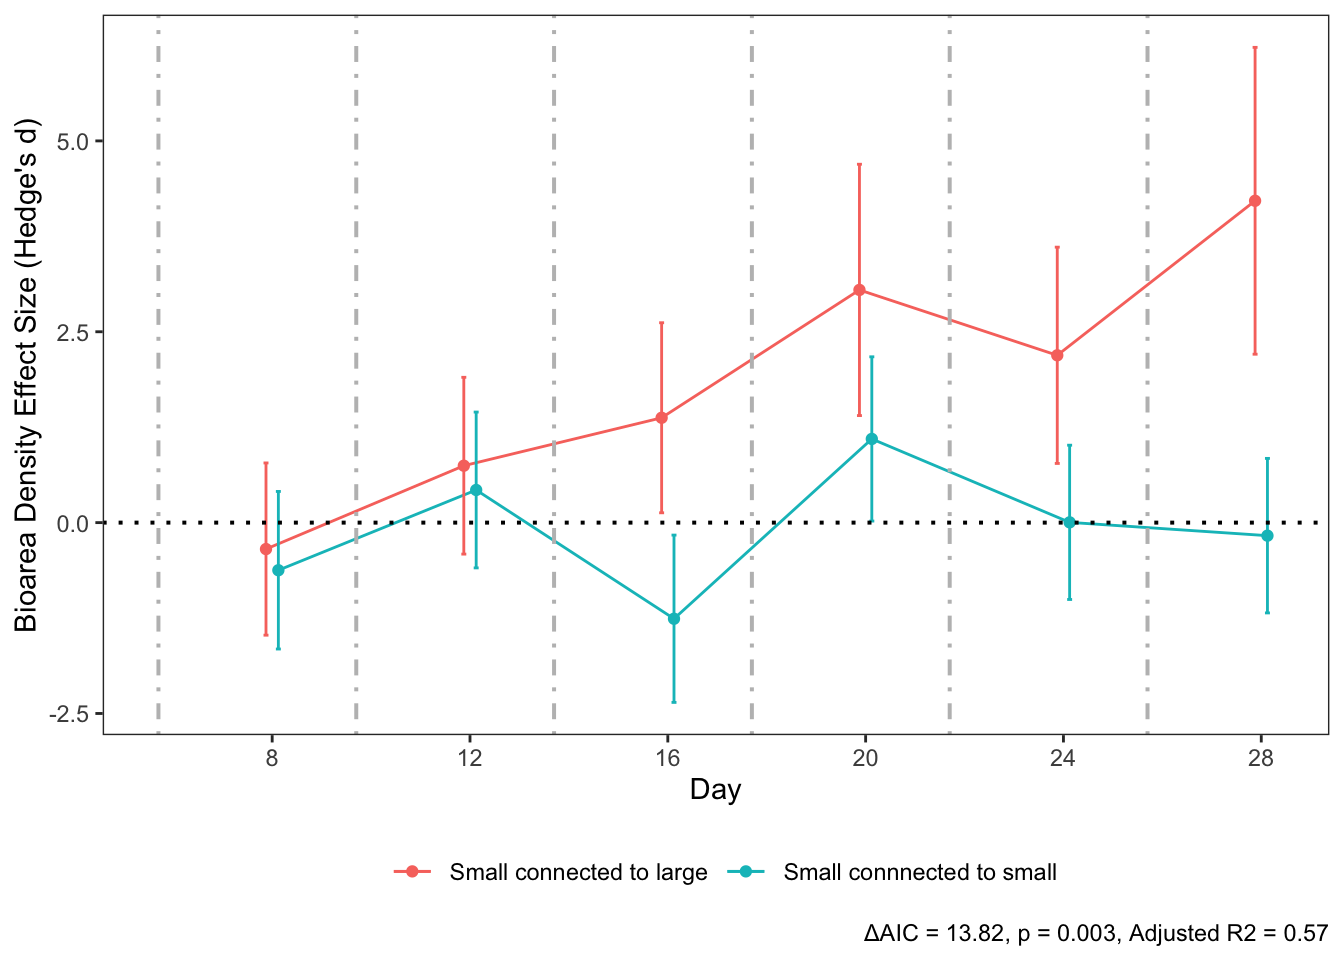 Bioarea Density Effect Size (Hedge's d)
5.0
2.5
0.0
-2.5
8 12 16 20 24 28
Day
Small connected to large Small connnected to small
ΔAIC = 13.82, p = 0.003, Adjusted R2 = 0.57